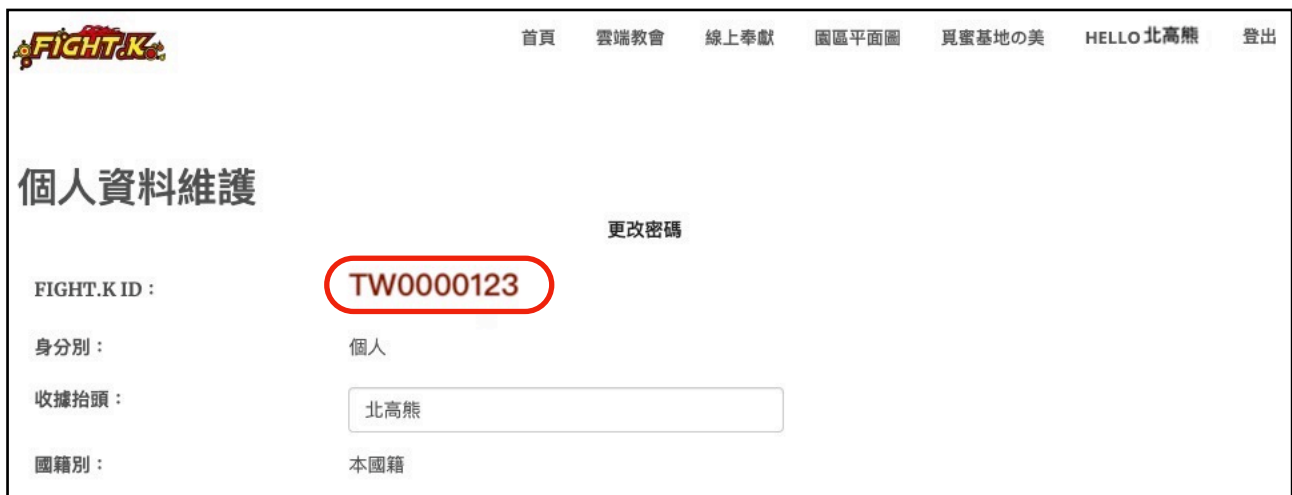 FIGHT.K
首頁 雲端教會 線上奉獻 園區平面圖 覓蜜基地の美 HELLO 北高熊 登出
個人資料維護
更改密碼
FIGHT.K ID： TW0000123
身分別： 個人
收據抬頭： 北高熊
國籍別： 本國籍